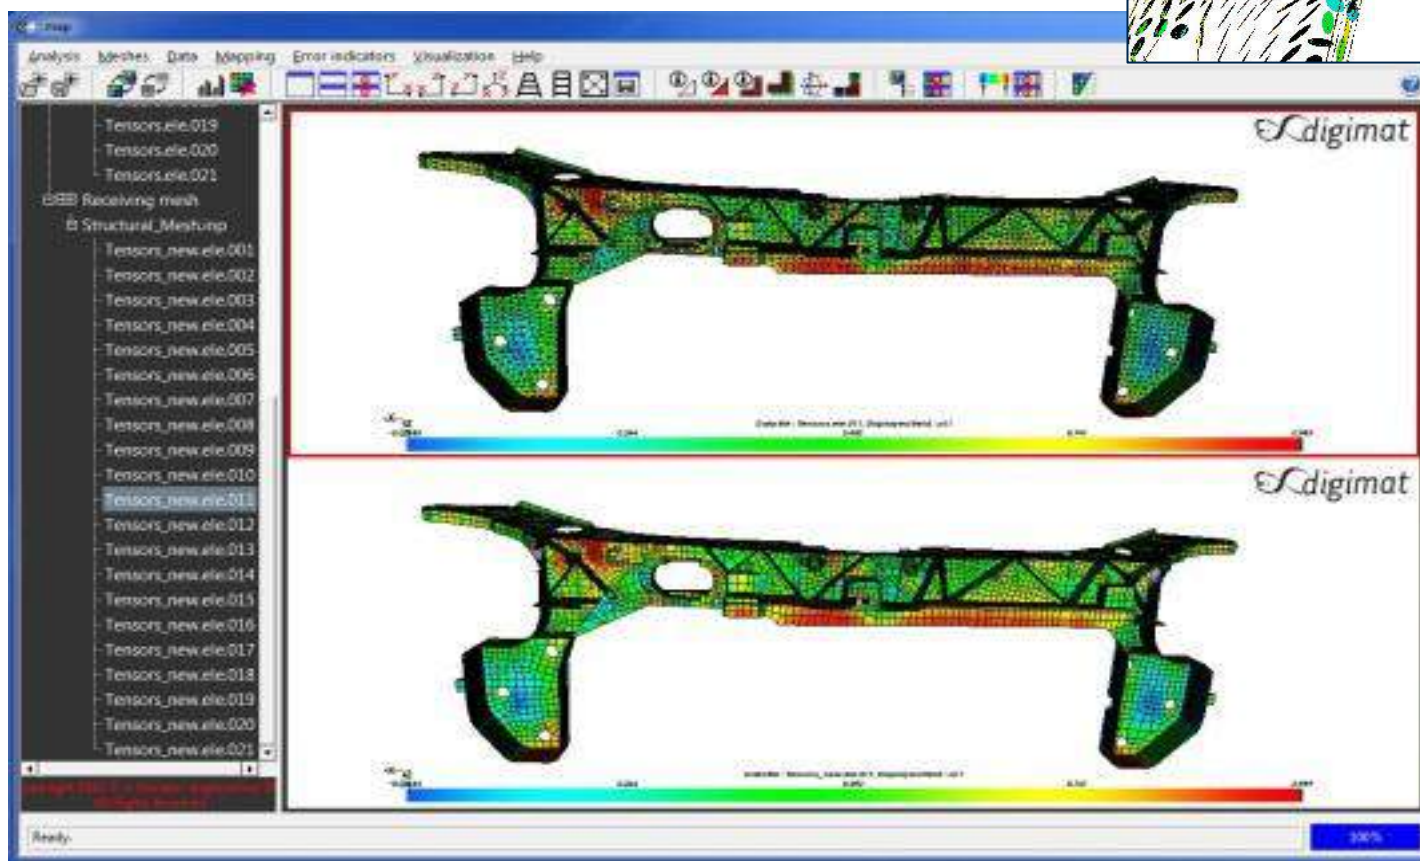 Analysis Meshes Data Mapping Error indicators Visualization Help
Tensors.ele.019
Tensors.ele.020
Tensors.ele.021
Receiving mesh
Structural_Mesh.inp
Tensors_new.ele.001
Tensors_new.ele.002
Tensors_new.ele.003
Tensors_new.ele.004
Tensors_new.ele.005
Tensors_new.ele.006
Tensors_new.ele.007
Tensors_new.ele.008
Tensors_new.ele.009
Tensors_new.ele.010
Tensors_new.ele.011
Tensors_new.ele.012
Tensors_new.ele.013
Tensors_new.ele.014
Tensors_new.ele.015
Tensors_new.ele.016
Tensors_new.ele.017
Tensors_new.ele.018
Tensors_new.ele.019
Tensors_new.ele.020
Tensors_new.ele.021
digimat
digimat
Ready.
100%